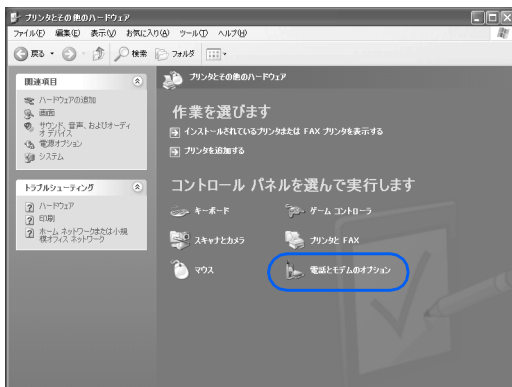 プリンタとその他のハードウェア
ファイル(F) 編集(E) 表示(V) お気に入り(A) ツール(T) ヘルプ(H)
戻る 検索 フォルダ
関連項目
ハードウェアの追加
画面
サウンド、音声、およびオーディ
オ デバイス
電源オプション
システム
トラブルシューティング
ハードウェア
印刷
ホーム ネットワークまたは小規
模オフィス ネットワーク
プリンタとその他のハードウェア
作業を選びます
インストールされているプリンタまたは FAX プリンタを表示する
プリンタを追加する
コントロール パネルを選んで実行します
キーボード
ゲーム コントローラ
スキャナとカメラ
プリンタと FAX
マウス
電話とモデムのオプション